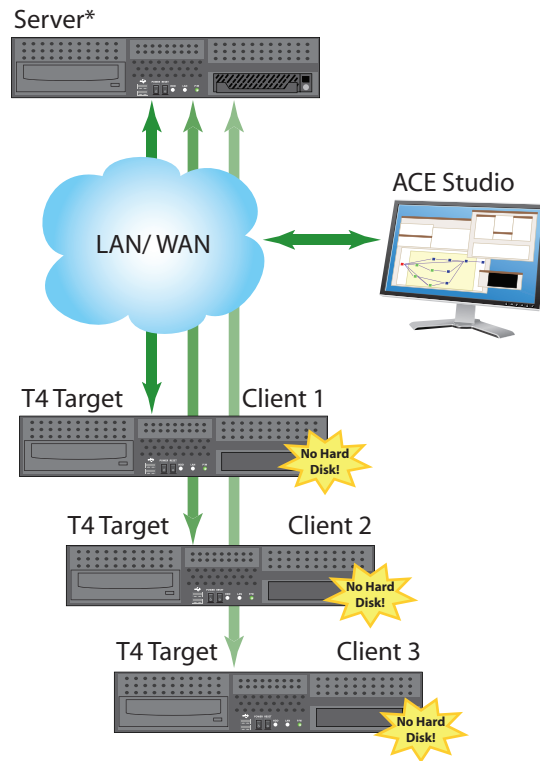 Server*
ACE Studio
LAN/ WAN
T4 Target Client 1
No Hard
Disk!
T4 Target Client 2
No Hard
Disk!
T4 Target Client 3
No Hard
Disk!